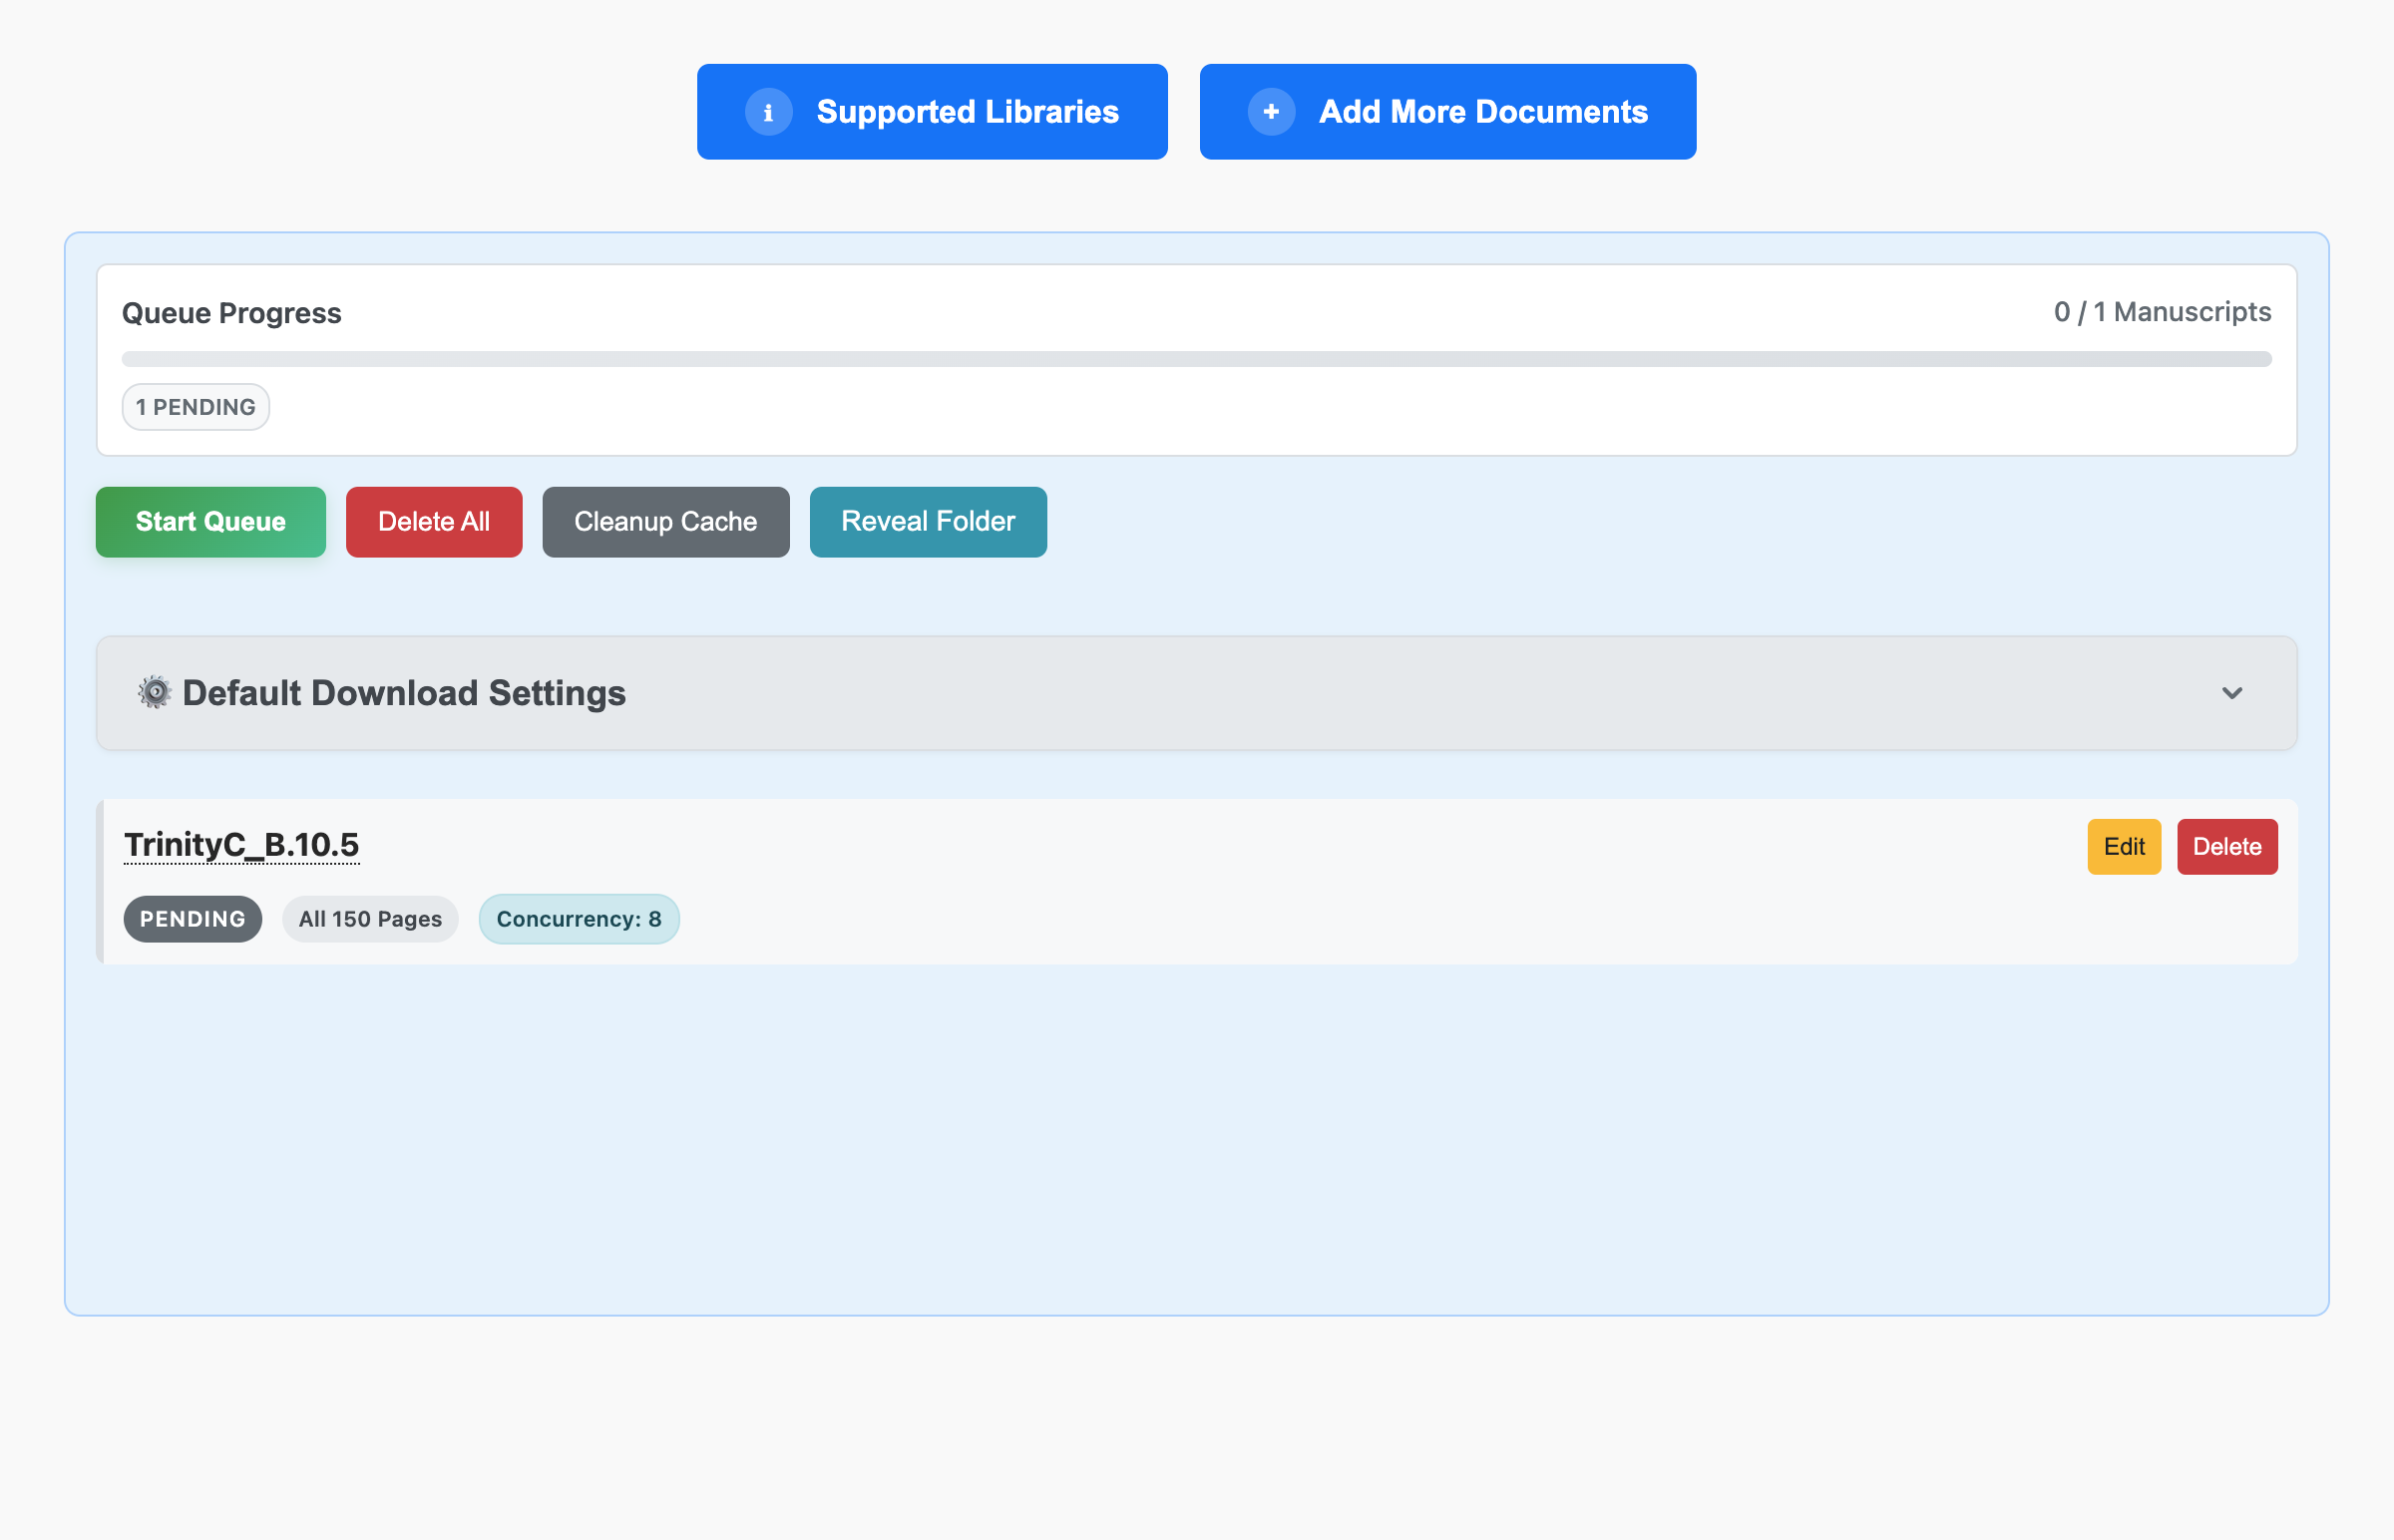 i Supported Libraries
+ Add More Documents
Queue Progress
0 / 1 Manuscripts
1 PENDING
Start Queue
Delete All
Cleanup Cache
Reveal Folder
Default Download Settings
TrinityC_B.10.5
Edit
Delete
PENDING
All 150 Pages
Concurrency: 8